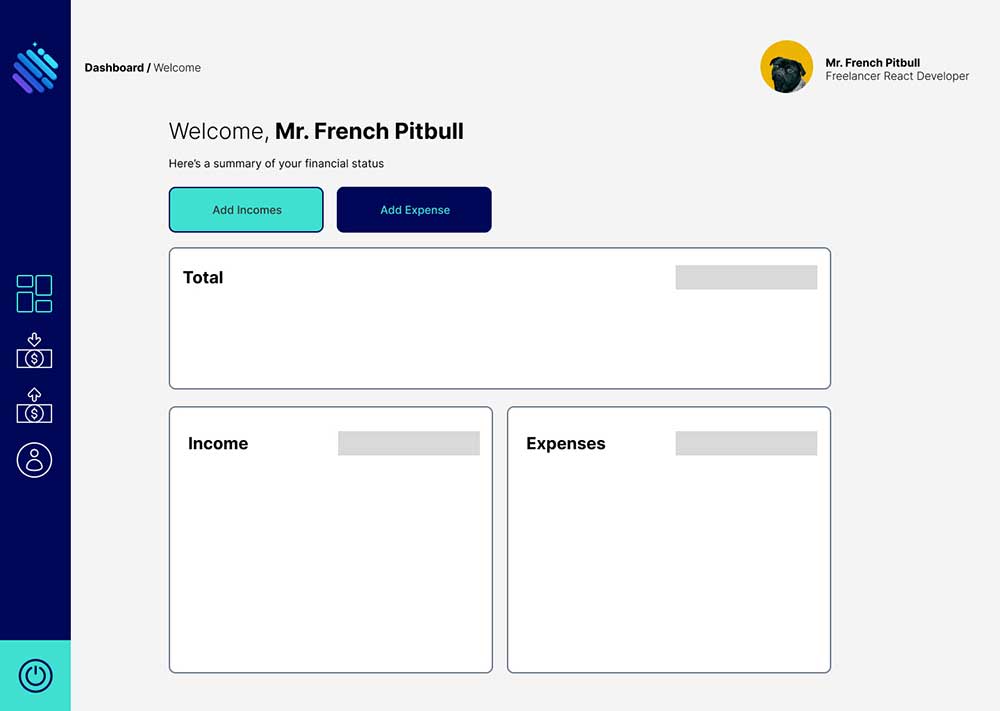 Dashboard / Welcome
Mr. French Pitbull
Freelancer React Developer
Welcome, Mr. French Pitbull
Here's a summary of your financial status
Add Incomes
Add Expense
Total
Income
Expenses